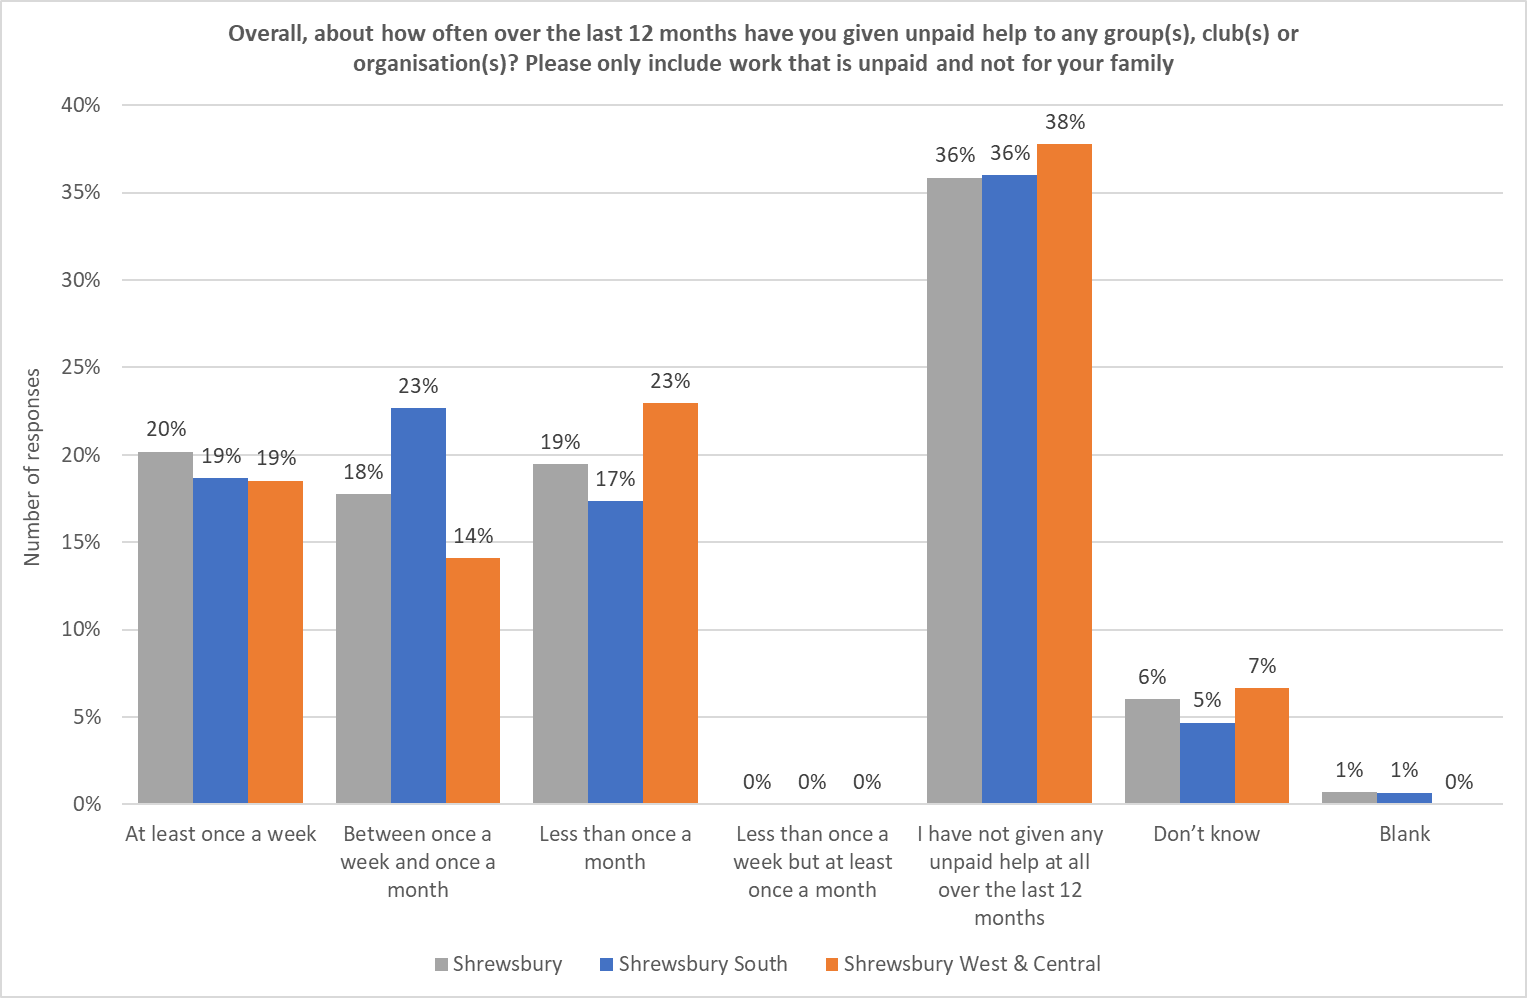 Overall, about how often over the last 12 months have you given unpaid help to any group(s), club(s) or
organisation(s)? Please only include work that is unpaid and not for your family
Number of responses
40%
35%
30%
25%
20%
15%
10%
5%
0%
20%
19%
19%
18%
23%
14%
19%
17%
23%
0%
0%
0%
36%
36%
38%
6%
5%
7%
1%
1%
0%
At least once a week
Between once a
week and once a
month
Less than once a
month
Less than once a
week but at least
once a month
I have not given any
unpaid help at all
over the last 12
months
Don’t know
Blank
Shrewsbury
Shrewsbury South
Shrewsbury West & Central